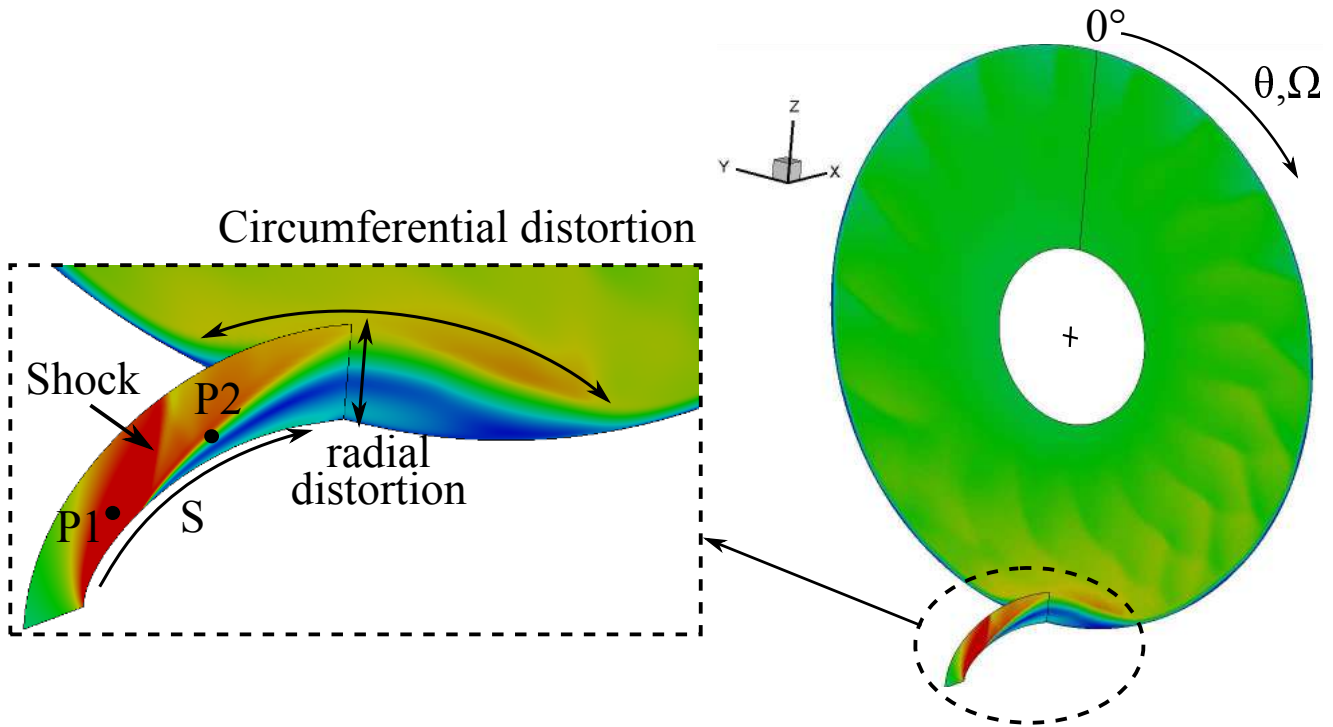 0°
θ,Ω
Z
Y
X
Circumferential distortion
Shock
P2
radial
distortion
P1
S